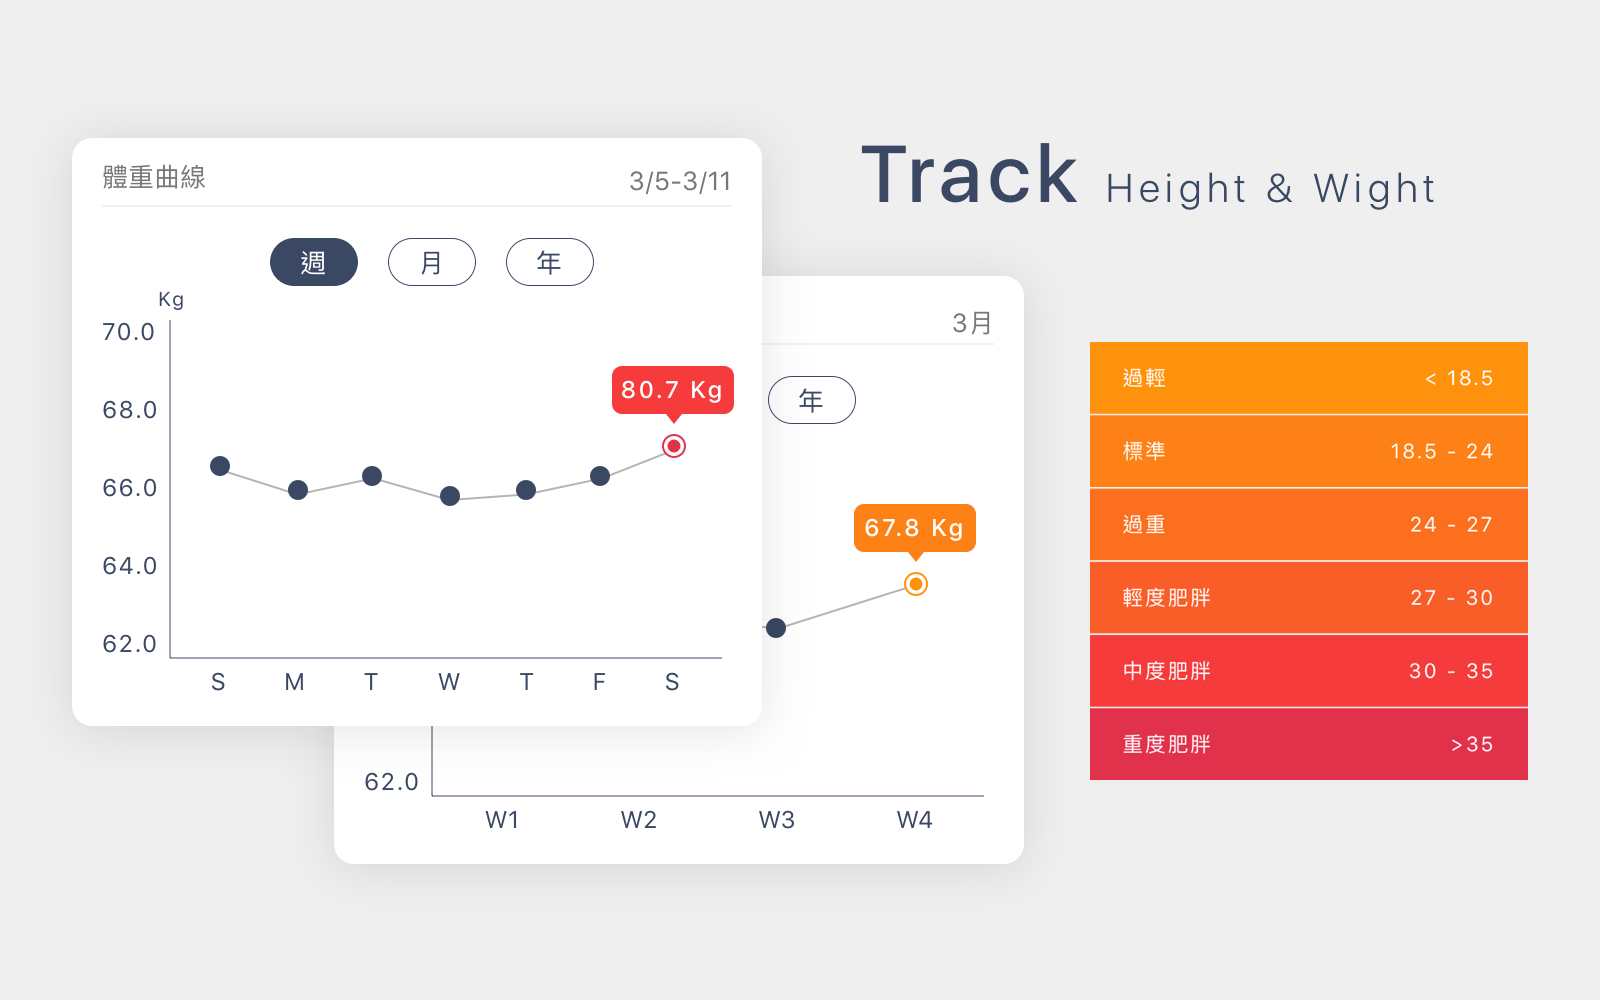 Track Height & Wight
體重曲線 3/5-3/11
週 月 年
Kg
70.0
68.0
66.0
64.0
62.0
80.7 Kg
S M T W T F S
3月
年
67.8 Kg
62.0
W1 W2 W3 W4
過輕 < 18.5
標準 18.5 - 24
過重 24 - 27
輕度肥胖 27 - 30
中度肥胖 30 - 35
重度肥胖 >35